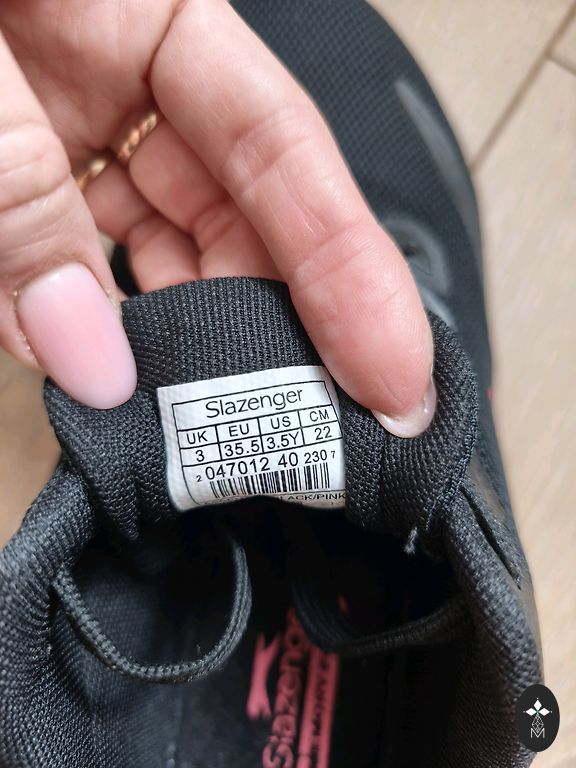 Slazenger
UK EU US CM
3 35.5 3.5Y 22
2 047012 40 230 7
BLACK/PINK
Slazenger